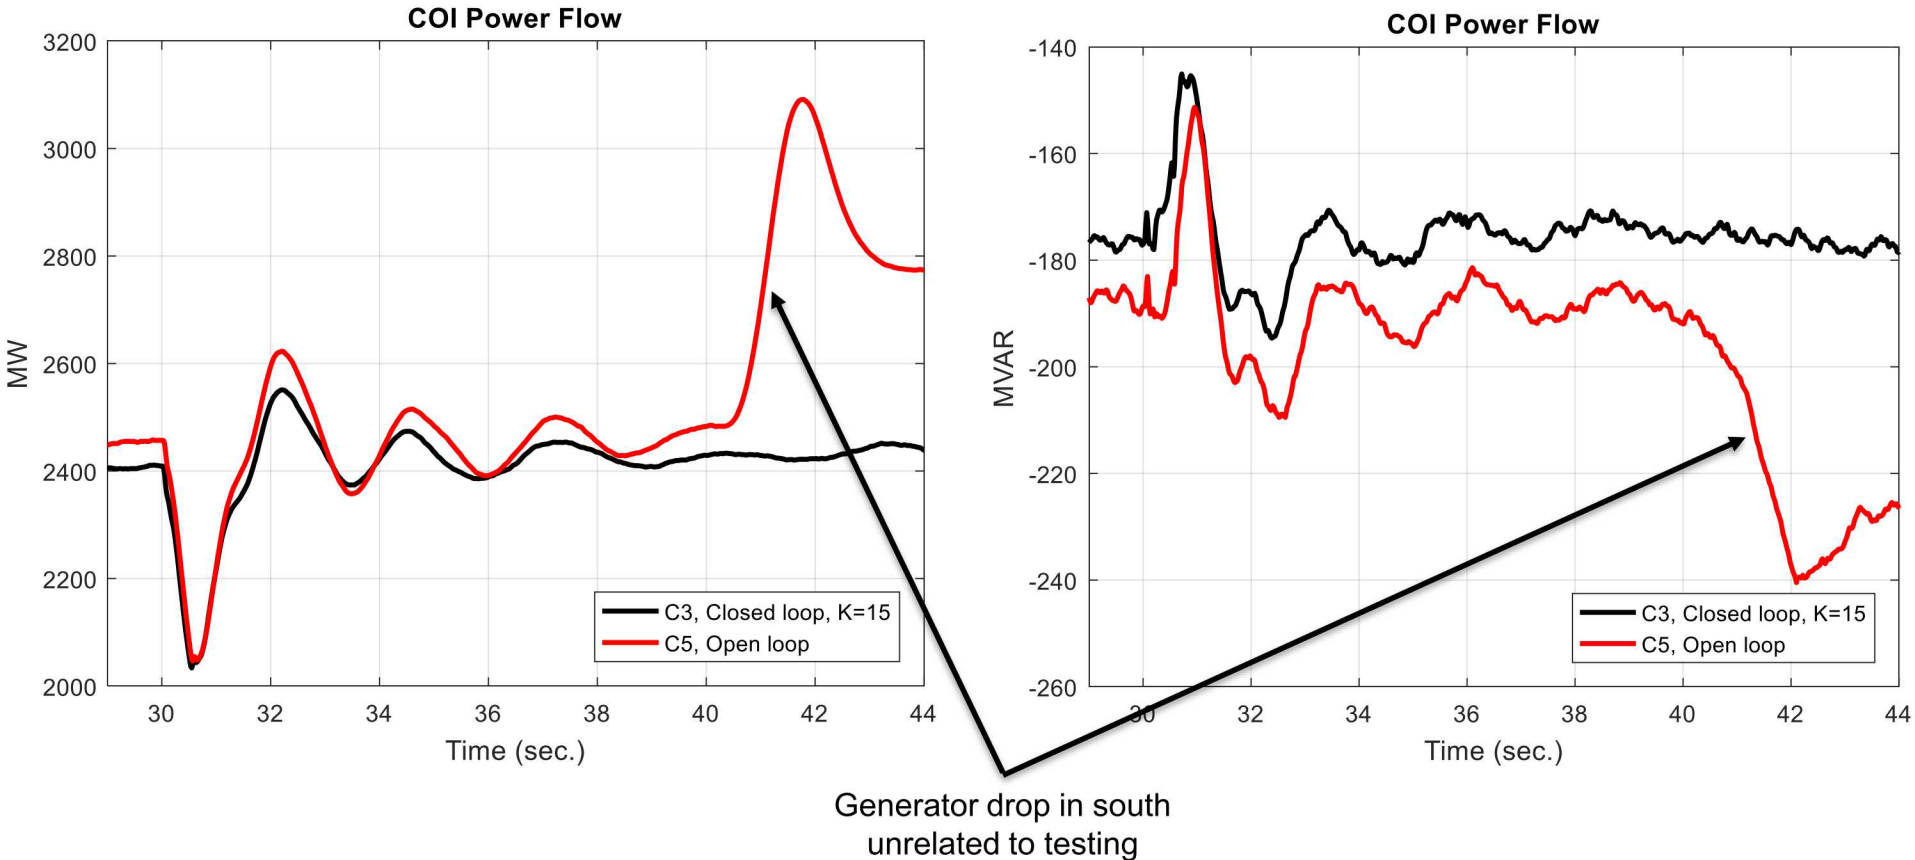 COI Power Flow
3200
3000
2800
2600
2400
2200
2000
MW
30 32 34 36 38 40 42 44
Time (sec.)
C3, Closed loop, K=15
C5, Open loop
COI Power Flow
-140
-160
-180
-200
-220
-240
-260
MVAR
30 32 34 36 38 40 42 44
Time (sec.)
C3, Closed loop, K=15
C5, Open loop
Generator drop in south
unrelated to testing